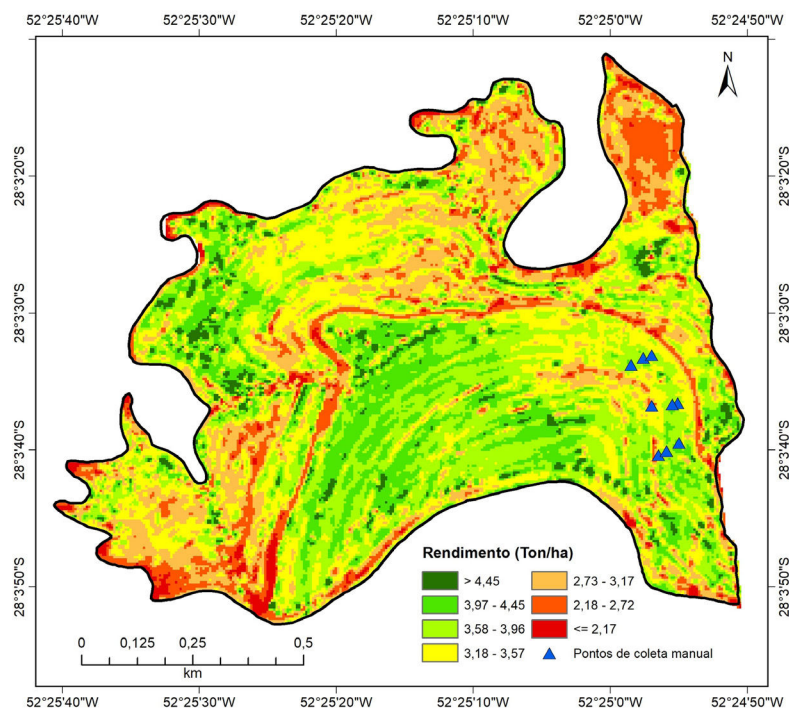 52°25'40"W 52°25'30"W 52°25'20"W 52°25'10"W 52°25'0"W 52°24'50"W
N
28°3'20"S 28°3'20"S
28°3'30"S 28°3'30"S
28°3'40"S 28°3'40"S
28°3'50"S 28°3'50"S
Rendimento (Ton/ha)
> 4,45 2,73 - 3,17
3,97 - 4,45 2,18 - 2,72
3,58 - 3,96 <= 2,17
3,18 - 3,57 Pontos de coleta manual
0 0,125 0,25 0,5
km
52°25'40"W 52°25'30"W 52°25'20"W 52°25'10"W 52°25'0"W 52°24'50"W